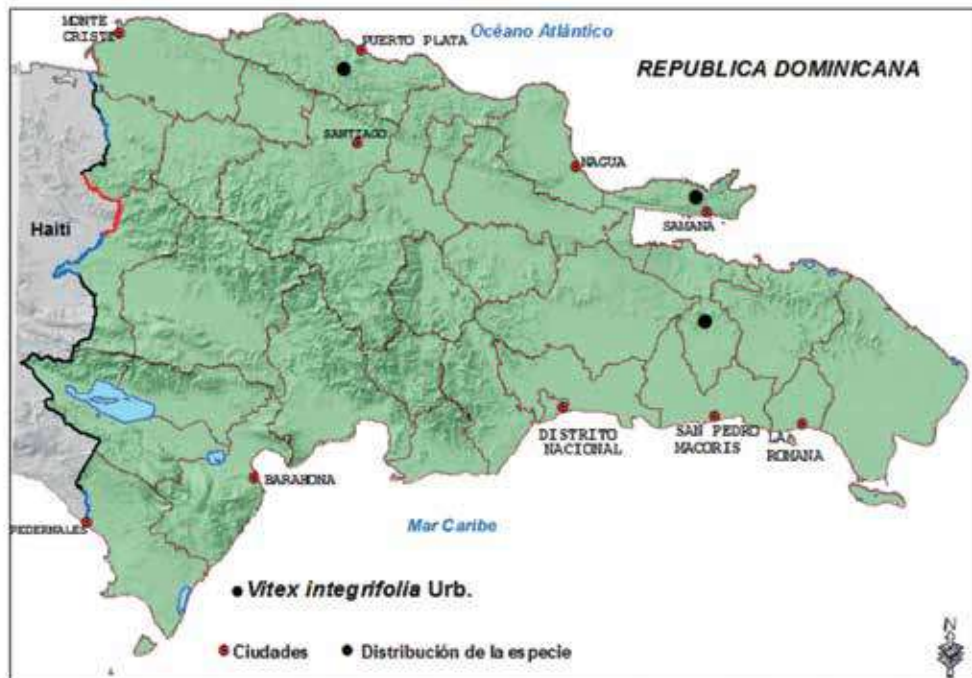 MONTE
CRISTI
PUERTO PLATA
Océano Atlántico
REPUBLICA DOMINICANA
SANTIAGO
NAGUA
SAMANA
Haití
DISTRITO
NACIONAL
SAN PEDRO
MACORIS
LA
ROMANA
BARAHONA
PEDERNALES
Mar Caribe
Vitex integrifolia Urb.
Ciudades
Distribución de la especie
N